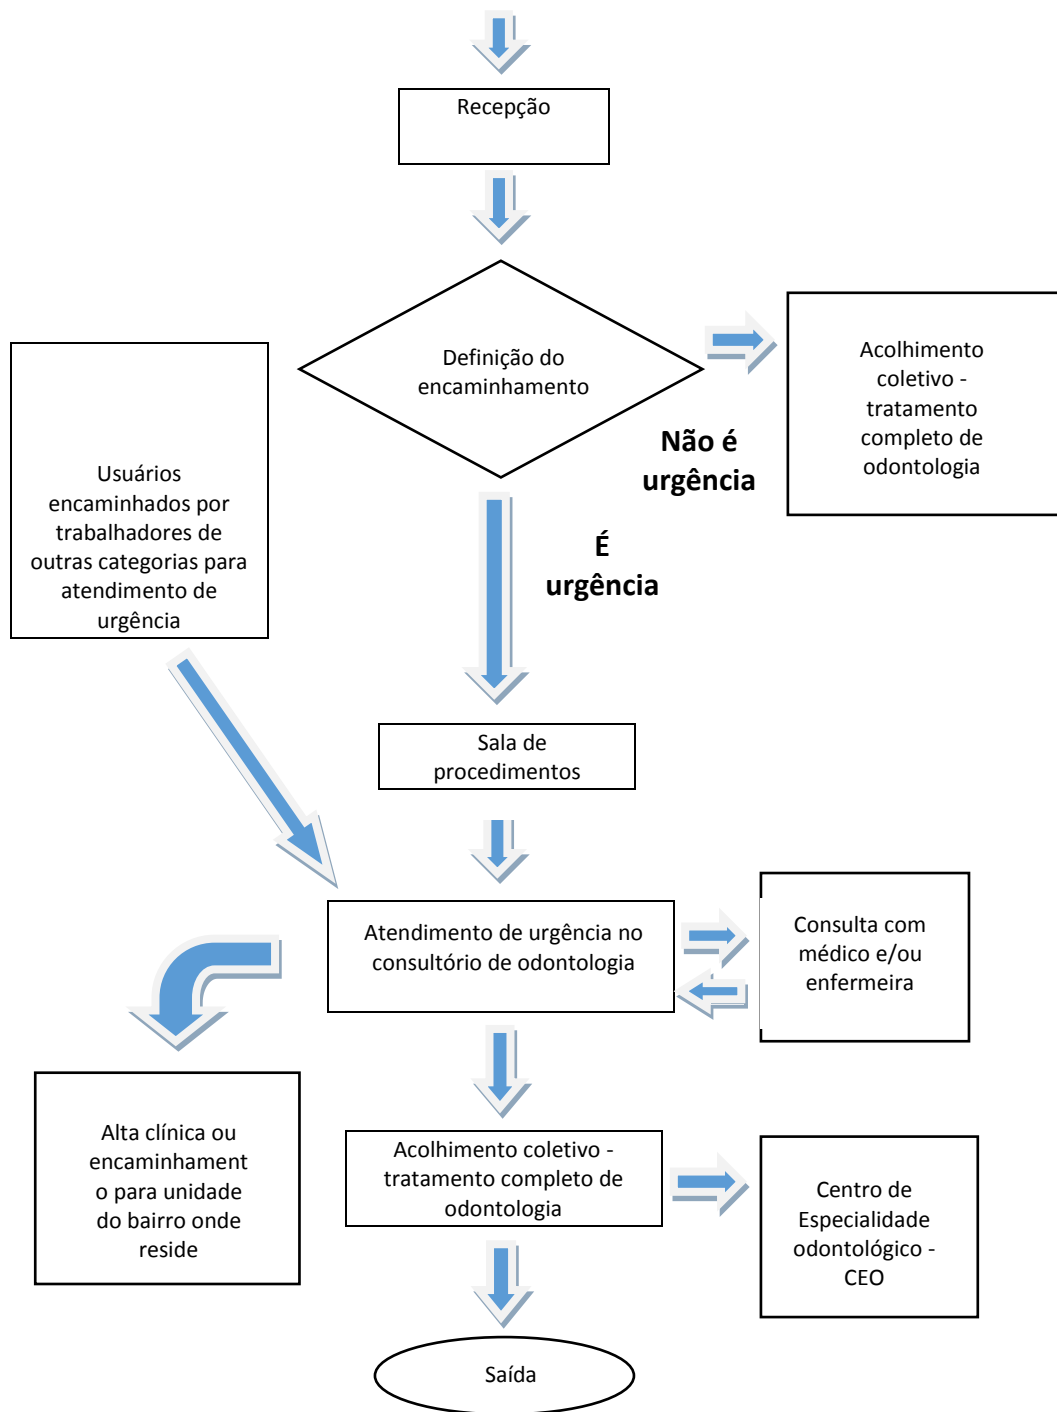 Recepção
Definição do
encaminhamento
Não é
urgência
Acolhimento
coletivo -
tratamento
completo de
odontologia
Usuários
encaminhados por
trabalhadores de
outras categorias para
atendimento de
urgência
É
urgência
Sala de
procedimentos
Atendimento de urgência no
consultório de odontologia
Consulta com
médico e/ou
enfermeira
Alta clínica ou
encaminhament
o para unidade
do bairro onde
reside
Acolhimento coletivo -
tratamento completo de
odontologia
Centro de
Especialidade
odontológico -
CEO
Saída